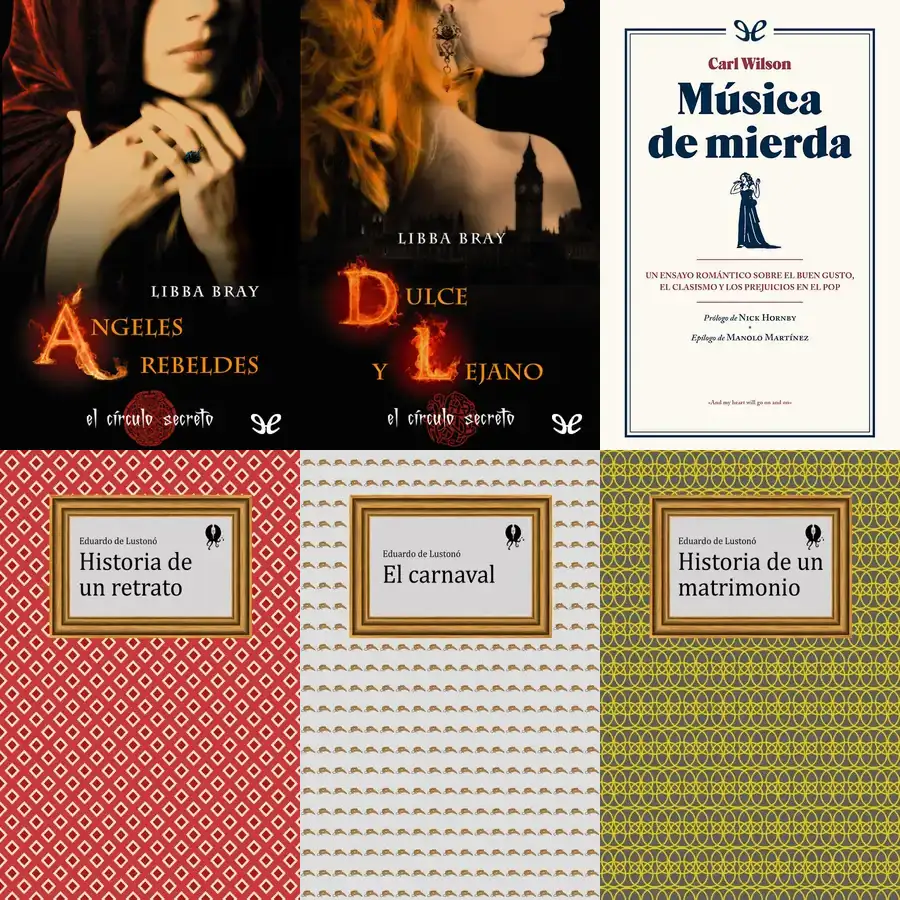 LIBBA BRAY
ÁNGELES
REBELDES
el círculo secreto
LIBBA BRAY
DULCE
Y LEJANO
el círculo secreto
Carl Wilson
Música
de mierda
UN ENSAYO ROMÁNTICO SOBRE EL BUEN GUSTO,
EL CLASISMO Y LOS PREJUICIOS EN EL POP
Prólogo de NICK HORNBY
•
Epílogo de MANOLO MARTÍNEZ
«And my heart will go on and on»
Eduardo de Lustonó
Historia de
un retrato
Eduardo de Lustonó
El carnaval
Eduardo de Lustonó
Historia de un
matrimonio